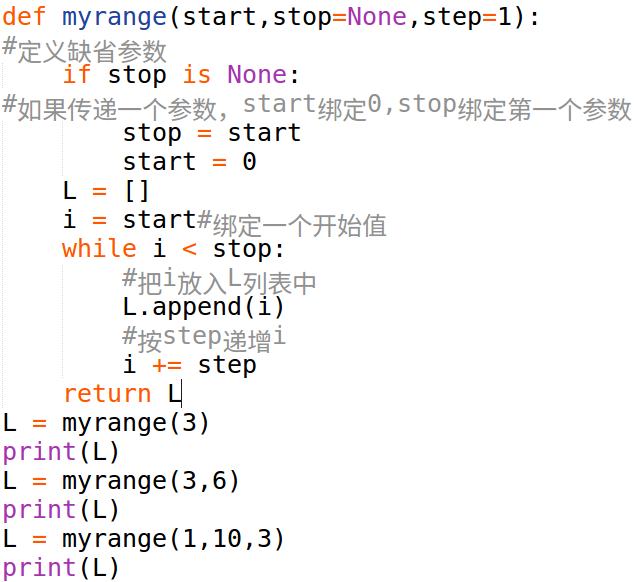 def myrange(start,stop=None,step=1):
#定义缺省参数
    if stop is None:
#如果传递一个参数，start绑定0,stop绑定第一个参数
        stop = start
        start = 0
    L = []
    i = start#绑定一个开始值
    while i < stop:
        #把i放入L列表中
        L.append(i)
        #按step递增i
        i += step
    return L
L = myrange(3)
print(L)
L = myrange(3,6)
print(L)
L = myrange(1,10,3)
print(L)